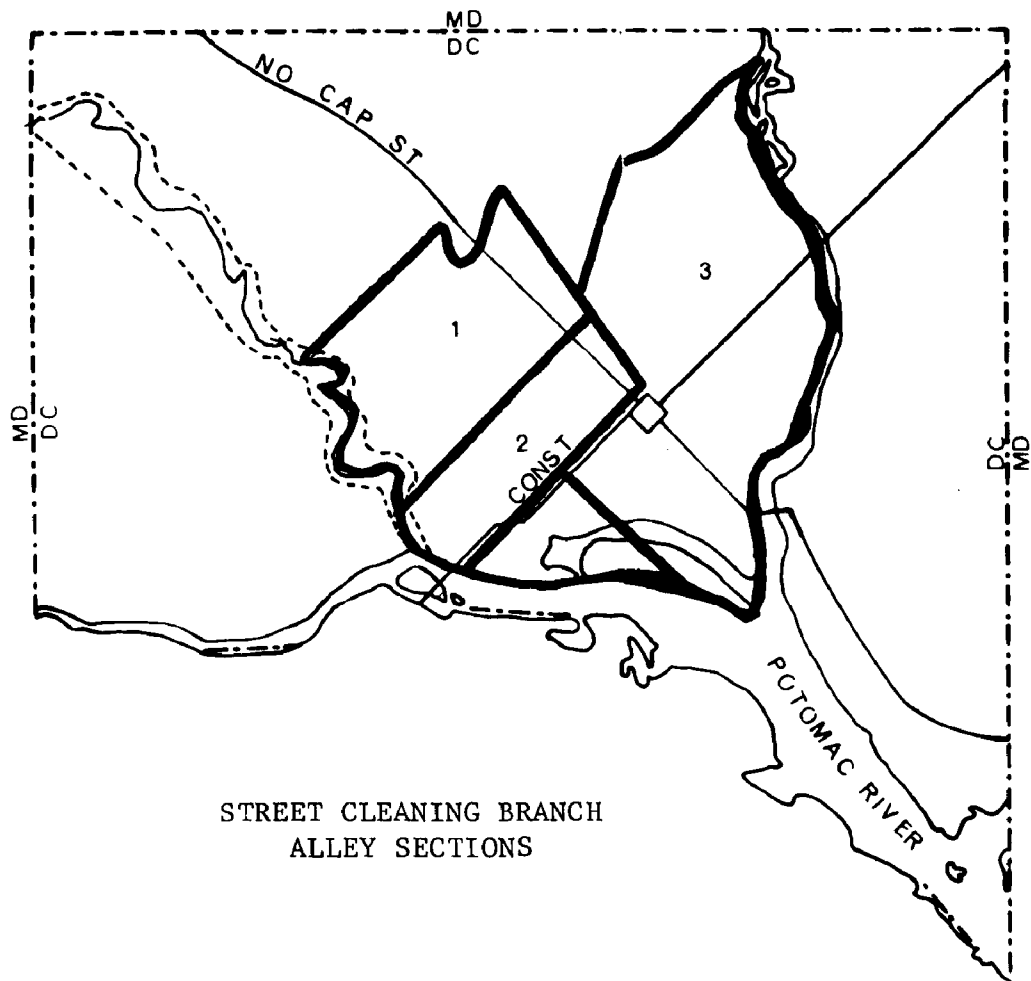 MD
DC
NO CAP ST
1
3
MD
DC
2
CONST
DC
MD
POTOMAC RIVER
STREET CLEANING BRANCH
ALLEY SECTIONS